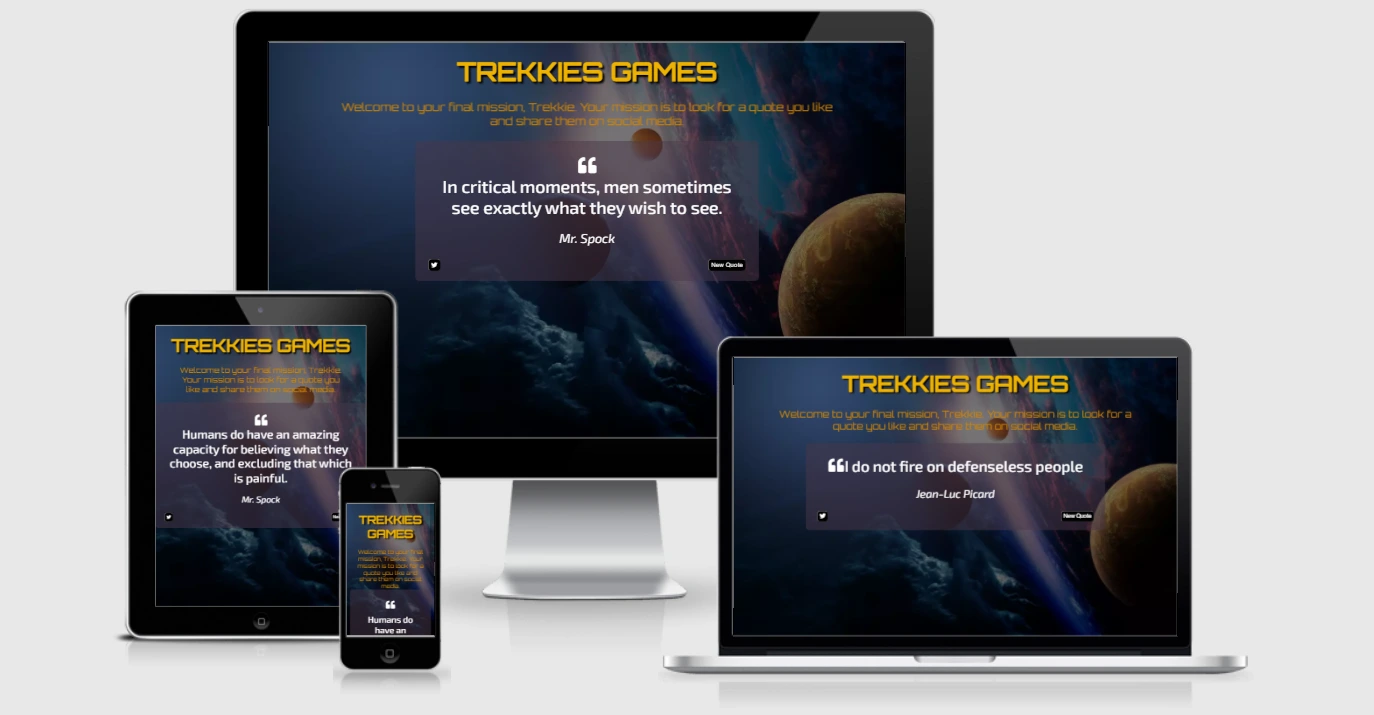 TREKKIES GAMES
Welcome to your final mission, Trekkie. Your mission is to look for a quote you like
and share them on social media.
❝
In critical moments, men sometimes
see exactly what they wish to see.
Mr. Spock
New Quote
TREKKIES GAMES
Welcome to your final mission, Trekkie.
Your mission is to look for a quote you
like and share them on social media.
❝
Humans do have an amazing
capacity for believing what they
choose, and excluding that which
is painful.
Mr. Spock
TREKKIES
GAMES
Welcome to your final
mission, Trekkie. Your
mission is to look for a
quote you like and
share them on social
media.
❝
Humans do
have an
TREKKIES GAMES
Welcome to your final mission, Trekkie. Your mission is to look for a
quote you like and share them on social media.
❝I do not fire on defenseless people
Jean-Luc Picard
New Quote